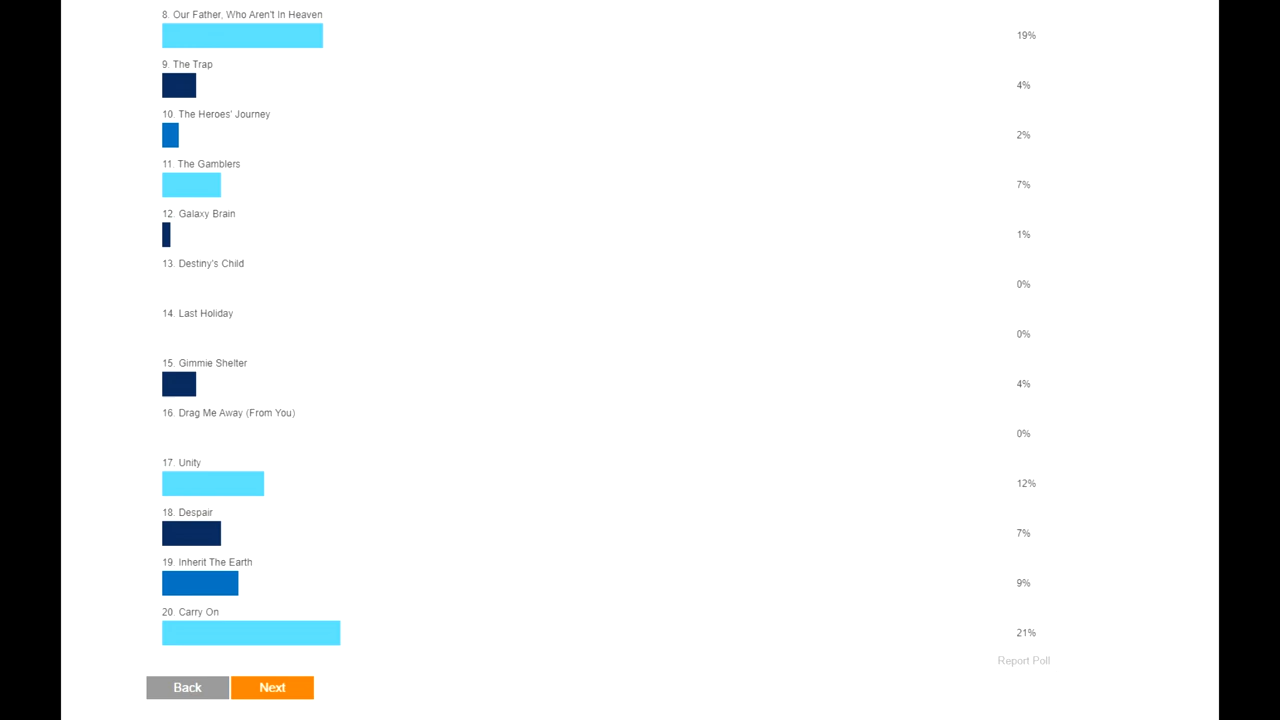 8. Our Father, Who Aren't In Heaven
19%
9. The Trap
4%
10. The Heroes' Journey
2%
11. The Gamblers
7%
12. Galaxy Brain
1%
13. Destiny's Child
0%
14. Last Holiday
0%
15. Gimmie Shelter
4%
16. Drag Me Away (From You)
0%
17. Unity
12%
18. Despair
7%
19. Inherit The Earth
9%
20. Carry On
21%
Report Poll
Back Next